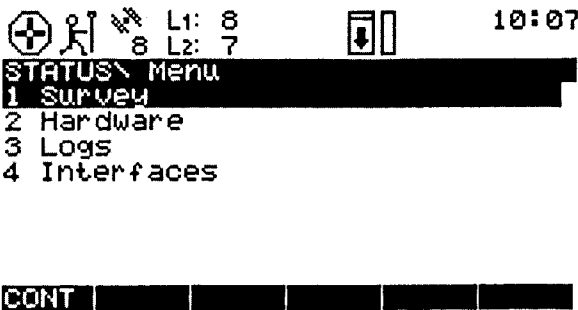 L1: 8 10:07
8 L2: 7
STATUS\ Menu
1 Survey
2 Hardware
3 Logs
4 Interfaces
CONT